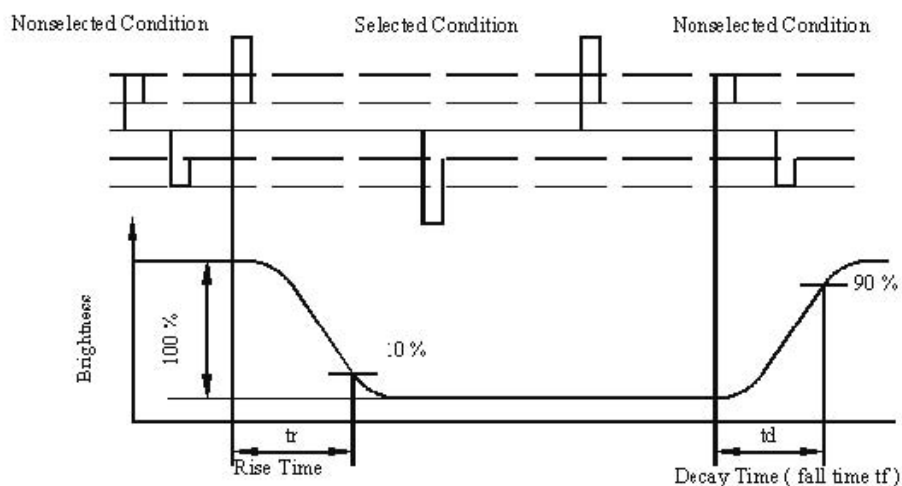 Nonselected Condition
Selected Condition
Nonselected Condition
Brightness
100 %
10 %
90 %
tr
Rise Time
td
Decay Time ( fall time tf )